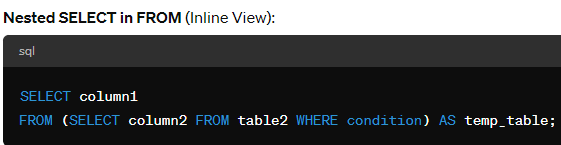 Nested SELECT in FROM (Inline View):
sql
SELECT column1
FROM (SELECT column2 FROM table2 WHERE condition) AS temp_table;